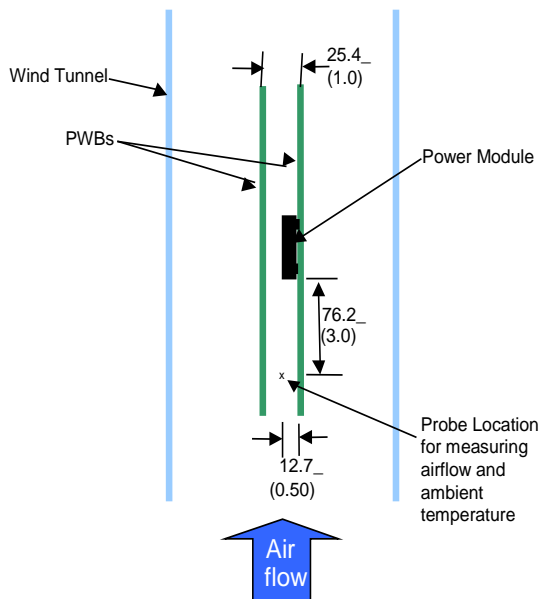 25.4_
(1.0)
Wind Tunnel
PWBs
Power Module
76.2_
(3.0)
x
Probe Location
for measuring
airflow and
ambient
temperature
12.7_
(0.50)
Air
flow